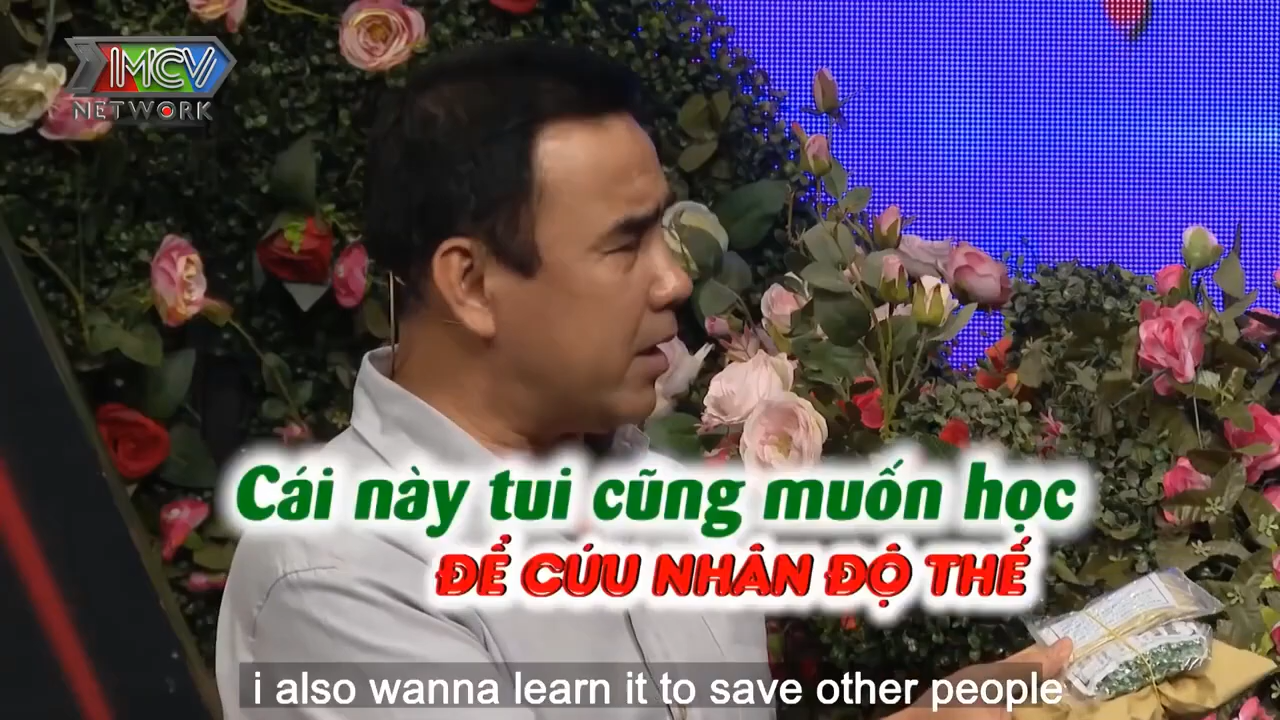 MCV
NETWORK
Cái này tui cũng muốn học
ĐỂ CỨU NHÂN ĐỘ THẾ
i also wanna learn it to save other people